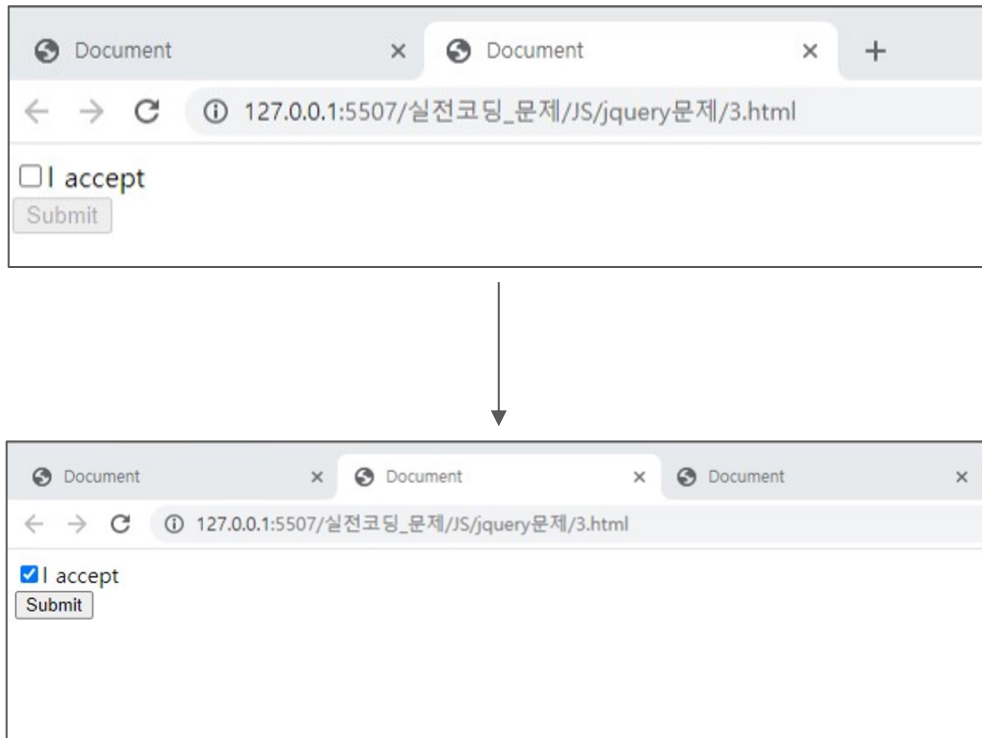 Document Document
127.0.0.1:5507/실전코딩_문제/JS/jquery문제/3.html
I accept
Submit
Document Document Document
127.0.0.1:5507/실전코딩_문제/JS/jquery문제/3.html
I accept
Submit